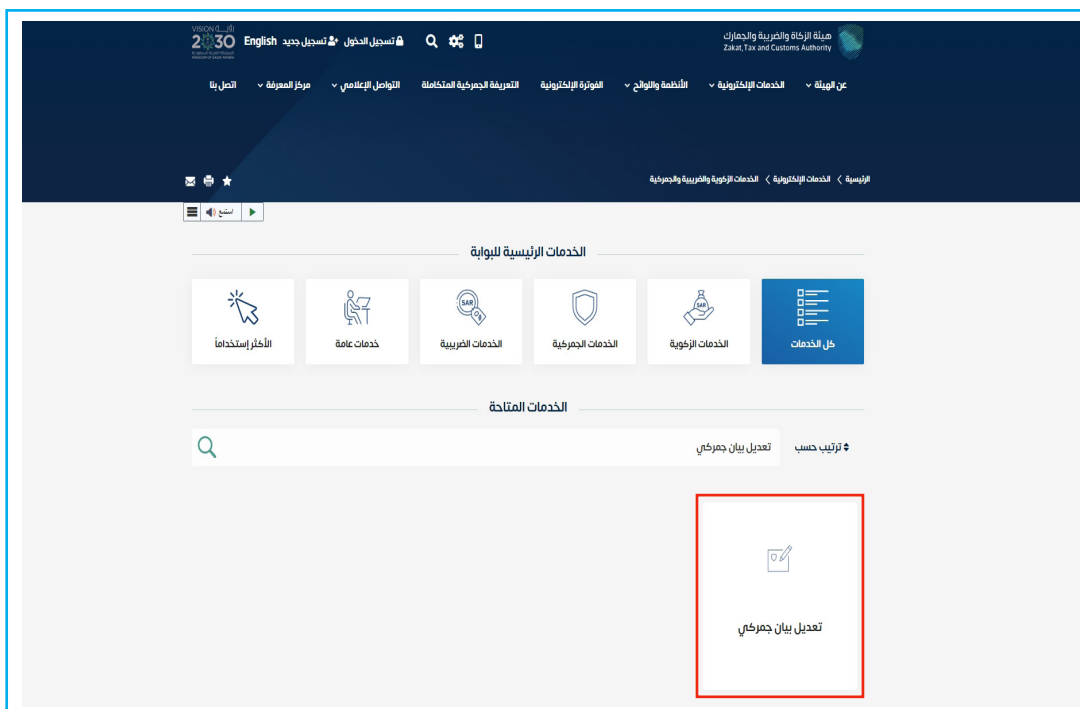 هيئة الزكاة والضريبة والجمارك
Zakat, Tax and Customs Authority
تسجيل الدخول
تسجيل جديد
English
VISION
2030
عن الهيئة
الخدمات الإلكترونية
الأنظمة واللوائح
الفوترة الإلكترونية
التعريفة الجمركية المتكاملة
التواصل الإعلامي
مركز المعرفة
اتصل بنا
الرئيسية
الخدمات الإلكترونية
الخدمات الزكوية والضريبية والجمركية
استمع
الخدمات الرئيسية للبوابة
كل الخدمات
SAR
الخدمات الزكوية
الخدمات الجمركية
SAR
الخدمات الضريبية
خدمات عامة
الأكثر إستخداماً
الخدمات المتاحة
ترتيب حسب
تعديل بيان جمركي
تعديل بيان جمركي